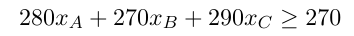 280x_A + 270x_B + 290x_C ≥ 270